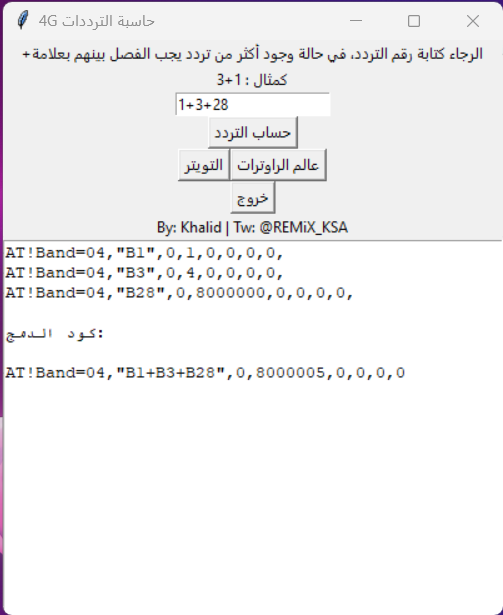 حاسبة الترددات 4G
الرجاء كتابة رقم التردد، في حالة وجود أكثر من تردد يجب الفصل بينهم بعلامة+
كمثال : 1+3
1+3+28
حساب التردد
عالم الراوترات
التويتر
خروج
By: Khalid | Tw: @REMiX_KSA
AT!Band=04,"B1",0,1,0,0,0,0,
AT!Band=04,"B3",0,4,0,0,0,0,
AT!Band=04,"B28",0,8000000,0,0,0,0,
كود الدمج:
AT!Band=04,"B1+B3+B28",0,8000005,0,0,0,0